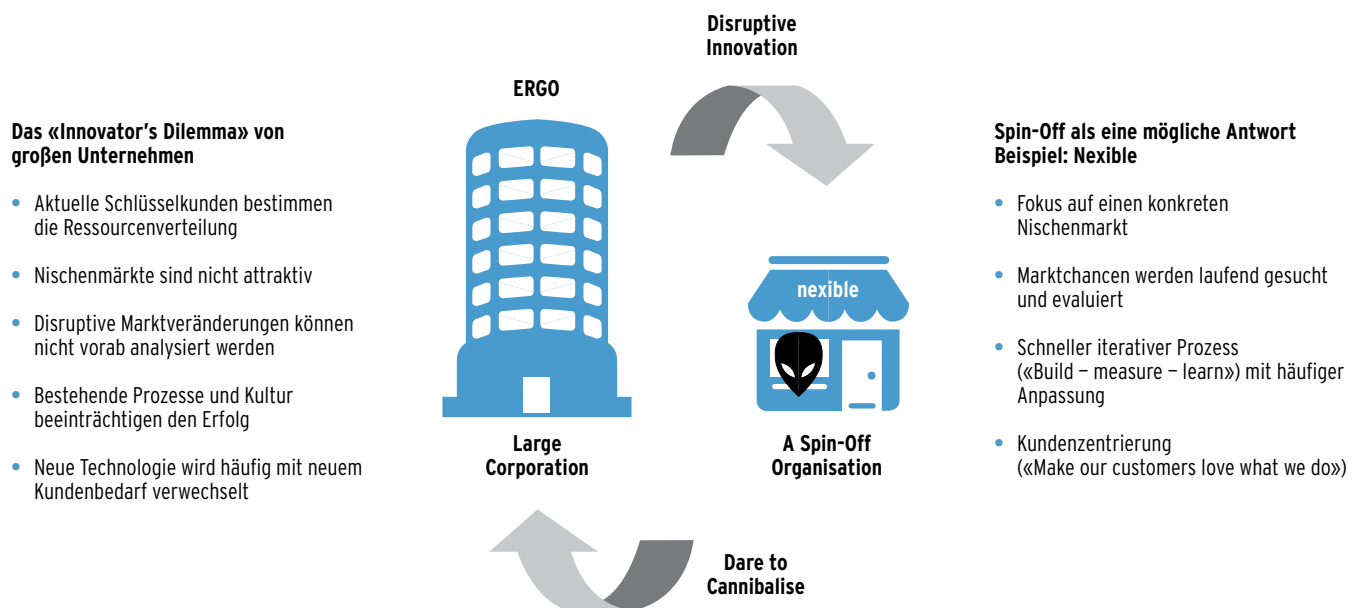 Das «Innovator’s Dilemma» von
großen Unternehmen
• Aktuelle Schlüsselkunden bestimmen
die Ressourcenverteilung
• Nischenmärkte sind nicht attraktiv
• Disruptive Marktveränderungen können
nicht vorab analysiert werden
• Bestehende Prozesse und Kultur
beeinträchtigen den Erfolg
• Neue Technologie wird häufig mit neuem
Kundenbedarf verwechselt
ERGO
Large
Corporation
Disruptive
Innovation
nexible
A Spin-Off
Organisation
Dare to
Cannibalise
Spin-Off als eine mögliche Antwort
Beispiel: Nexible
• Fokus auf einen konkreten
Nischenmarkt
• Marktchancen werden laufend gesucht
und evaluiert
• Schneller iterativer Prozess
(«Build – measure – learn») mit häufiger
Anpassung
• Kundenzentrierung
(«Make our customers love what we do»)